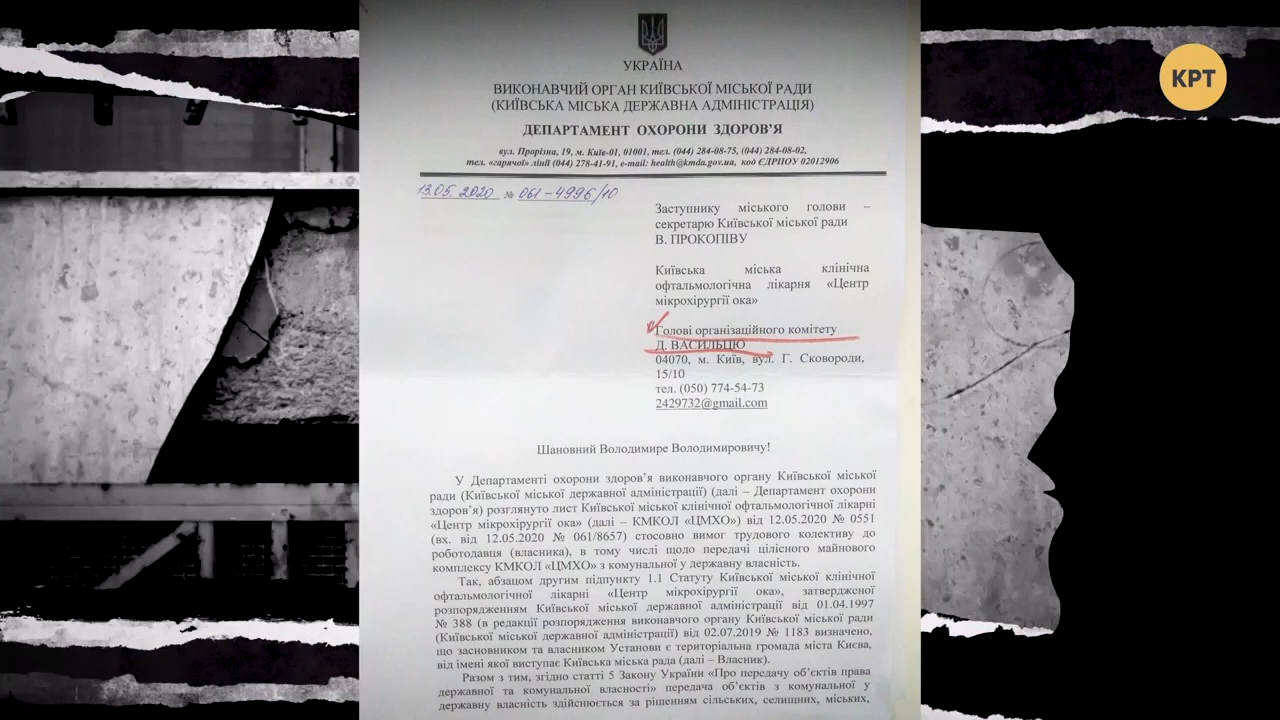 КРТ
УКРАЇНА
ВИКОНАВЧИЙ ОРГАН КИЇВСЬКОЇ МІСЬКОЇ РАДИ
(КИЇВСЬКА МІСЬКА ДЕРЖАВНА АДМІНІСТРАЦІЯ)
ДЕПАРТАМЕНТ ОХОРОНИ ЗДОРОВ'Я
вул. Прорізна, 19, м. Київ-01, 01001, тел. (044) 284-08-75, (044) 284-08-02,
тел. «гарячої» лінії (044) 278-41-91, e-mail: health@kmda.gov.ua, код ЄДРПОУ 02012906
13.05.2020 № 061-4996/10
Заступнику міського голови –
секретарю Київської міської ради
В. ПРОКОПІВУ
Київська міська клінічна
офтальмологічна лікарня «Центр
мікрохірургії ока»
Голові організаційного комітету
Д. ВАСИЛЬЦЮ
04070, м. Київ, вул. Г. Сковороди,
15/10
тел. (050) 774-54-73
2429732@gmail.com
Шановний Володимире Володимировичу!
У Департаменті охорони здоров'я виконавчого органу Київської міської
ради (Київської міської державної адміністрації) (далі – Департамент охорони
здоров'я) розглянуто лист Київської міської клінічної офтальмологічної лікарні
«Центр мікрохірургії ока» (далі – КМКОЛ «ЦМХО») від 12.05.2020 № 0551
(вх. від 12.05.2020 № 061/8657) стосовно вимог трудового колективу до
роботодавця (власника), в тому числі щодо передачі цілісного майнового
комплексу КМКОЛ «ЦМХО» з комунальної у державну власність.
Так, абзацом другим підпункту 1.1 Статуту Київської міської клінічної
офтальмологічної лікарні «Центр мікрохірургії ока», затвердженої
розпорядженням Київської міської державної адміністрації від 01.04.1997
№ 388 (в редакції розпорядження виконавчого органу Київської міської ради
(Київської міської державної адміністрації) від 02.07.2019 № 1183 визначено,
що засновником та власником Установи є територіальна громада міста Києва,
від імені якої виступає Київська міська рада (далі – Власник).
Разом з тим, згідно статті 5 Закону України «Про передачу об'єктів права
державної та комунальної власності» передача об'єктів з комунальної у
державну власність здійснюється за рішенням сільських, селищних, міських,